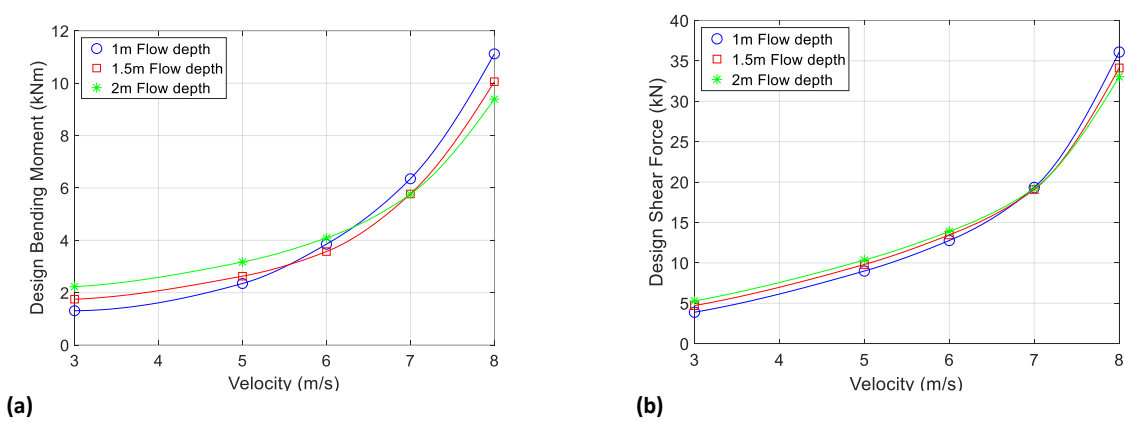 12
10
8
6
4
2
0
Design Bending Moment (kNm)
1m Flow depth
1.5m Flow depth
2m Flow depth
3 4 5 6 7 8
Velocity (m/s)
(a)
40
35
30
25
20
15
10
5
0
Design Shear Force (kN)
1m Flow depth
1.5m Flow depth
2m Flow depth
3 4 5 6 7 8
Velocity (m/s)
(b)